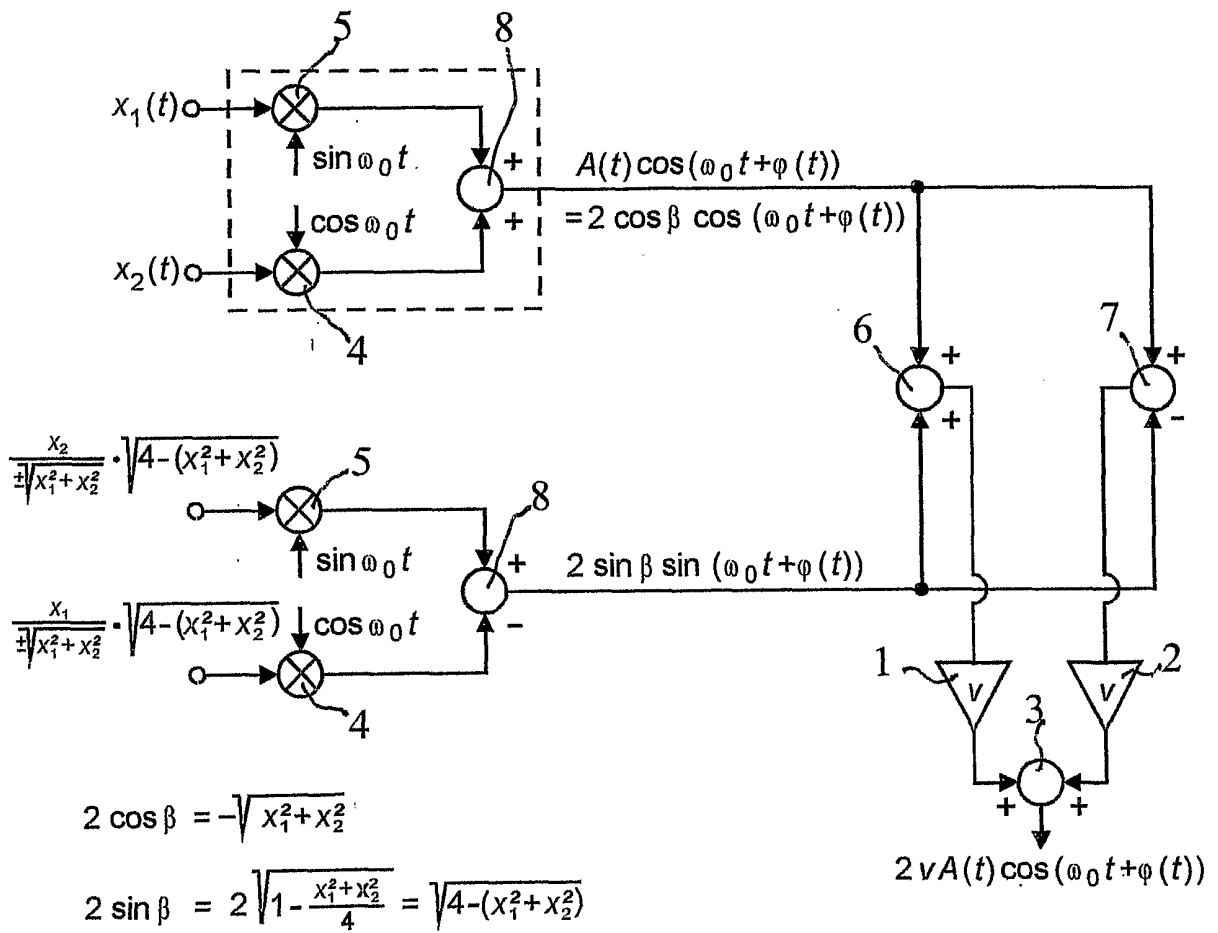 5
8
x₁(t)
sin ω₀t
+
A(t) cos(ω₀t+φ(t))
+
= 2 cos β cos (ω₀t+φ(t))
cos ω₀t
x₂(t)
4
6
7
+
+
+
-
x₂/±√(x₁²+x₂²) · √(4-(x₁²+x₂²))
5
8
sin ω₀t
+
2 sin β sin (ω₀t+φ(t))
x₁/±√(x₁²+x₂²) · √(4-(x₁²+x₂²))
cos ω₀t
-
4
1
2
v
v
3
+
+
2 cos β = -√(x₁²+x₂²)
2 v A(t) cos(ω₀t+φ(t))
2 sin β = 2√(1-(x₁²+x₂²)/4) = √(4-(x₁²+x₂²))